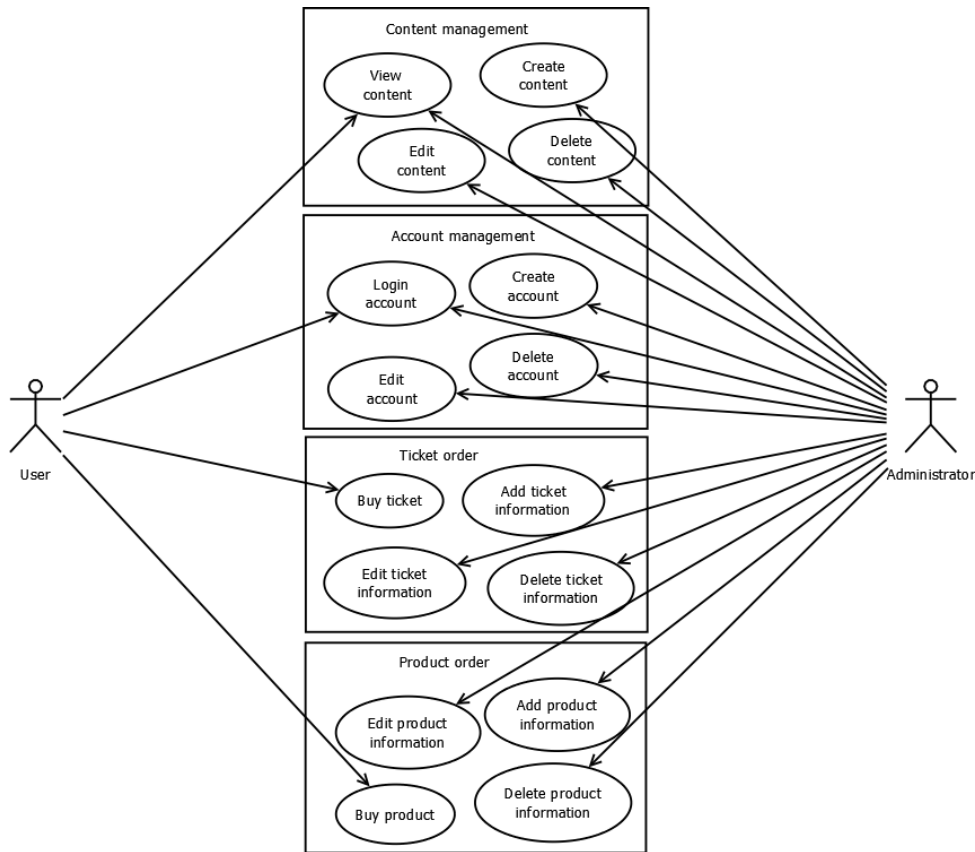 Content management
View
content
Create
content
Edit
content
Delete
content
Account management
Login
account
Create
account
Edit
account
Delete
account
User
Administrator
Ticket order
Buy ticket
Add ticket
information
Edit ticket
information
Delete ticket
information
Product order
Edit product
information
Add product
information
Buy product
Delete product
information